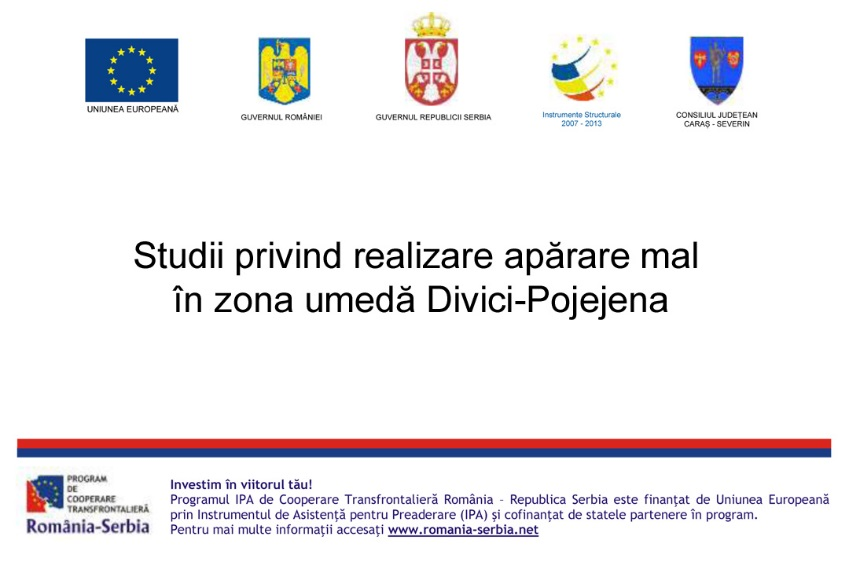 UNIUNEA EUROPEANĂ
GUVERNUL ROMÂNIEI
GUVERNUL REPUBLICII SERBIA
Instrumente Structurale
2007 - 2013
CONSILIUL JUDEȚEAN
CARAȘ - SEVERIN
Studii privind realizare apărare mal
în zona umedă Divici-Pojejena
PROGRAM
DE
COOPERARE
TRANSFRONTALIERĂ
România-Serbia
Investim în viitorul tău!
Programul IPA de Cooperare Transfrontalieră România – Republica Serbia este finanţat de Uniunea Europeană
prin Instrumentul de Asistenţă pentru Preaderare (IPA) şi cofinanţat de statele partenere în program.
Pentru mai multe informaţii accesaţi www.romania-serbia.net